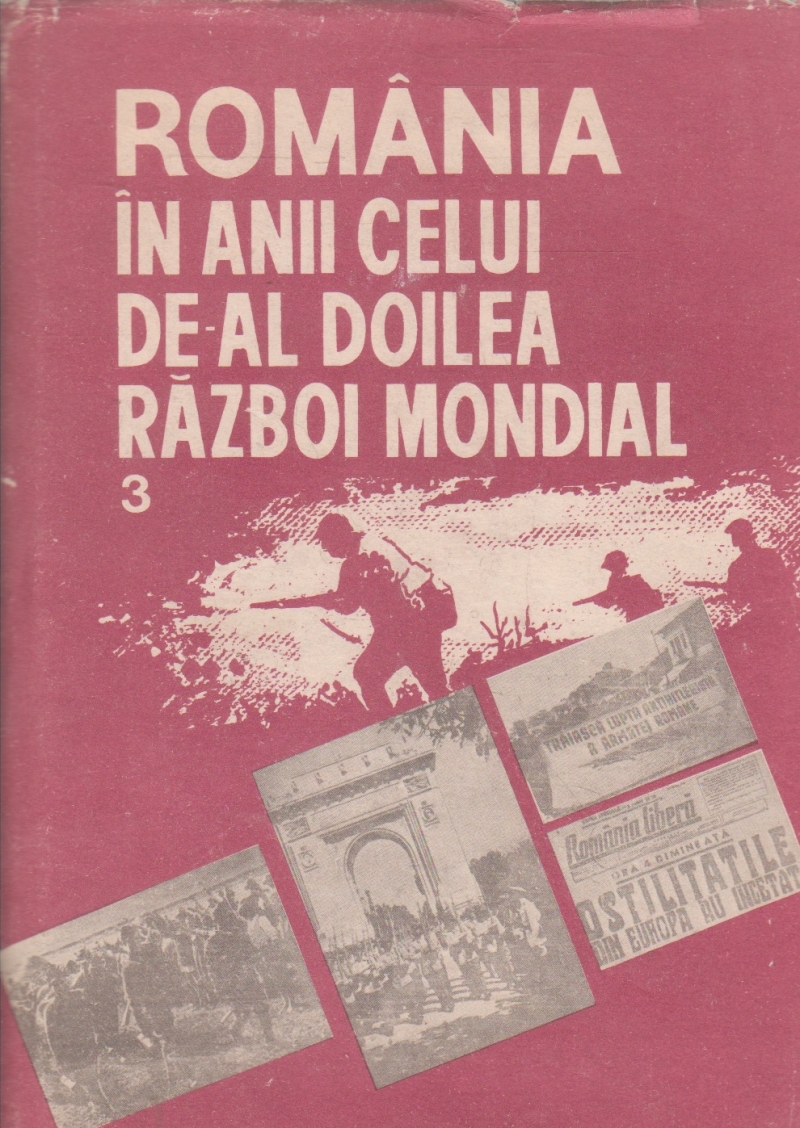 ROMÂNIA
ÎN ANII CELUI
DE-AL DOILEA
RĂZBOI MONDIAL
3
TRĂIASCĂ LUPTA ANTIHITLERISTĂ
A ARMATEI ROMÂNE
România liberă
ORA 4 DIMINEAȚĂ
OSTILITĂȚILE
DIN EUROPA AU ÎNCETAT